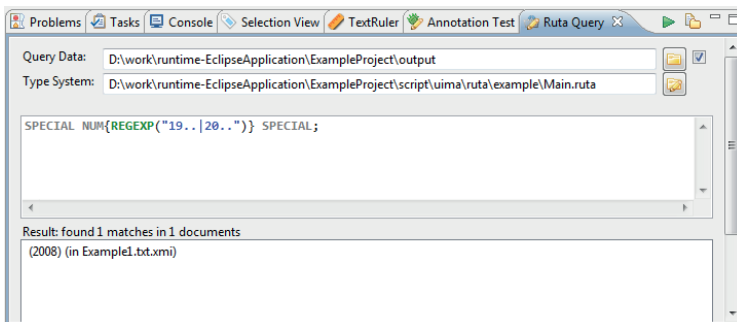 Problems Tasks Console Selection View TextRuler Annotation Test Ruta Query
Query Data: D:\work\runtime-EclipseApplication\ExampleProject\output
Type System: D:\work\runtime-EclipseApplication\ExampleProject\script\uima\ruta\example\Main.ruta
SPECIAL NUM{REGEXP("19..|20..")} SPECIAL;
Result: found 1 matches in 1 documents
(2008) (in Example1.txt.xmi)